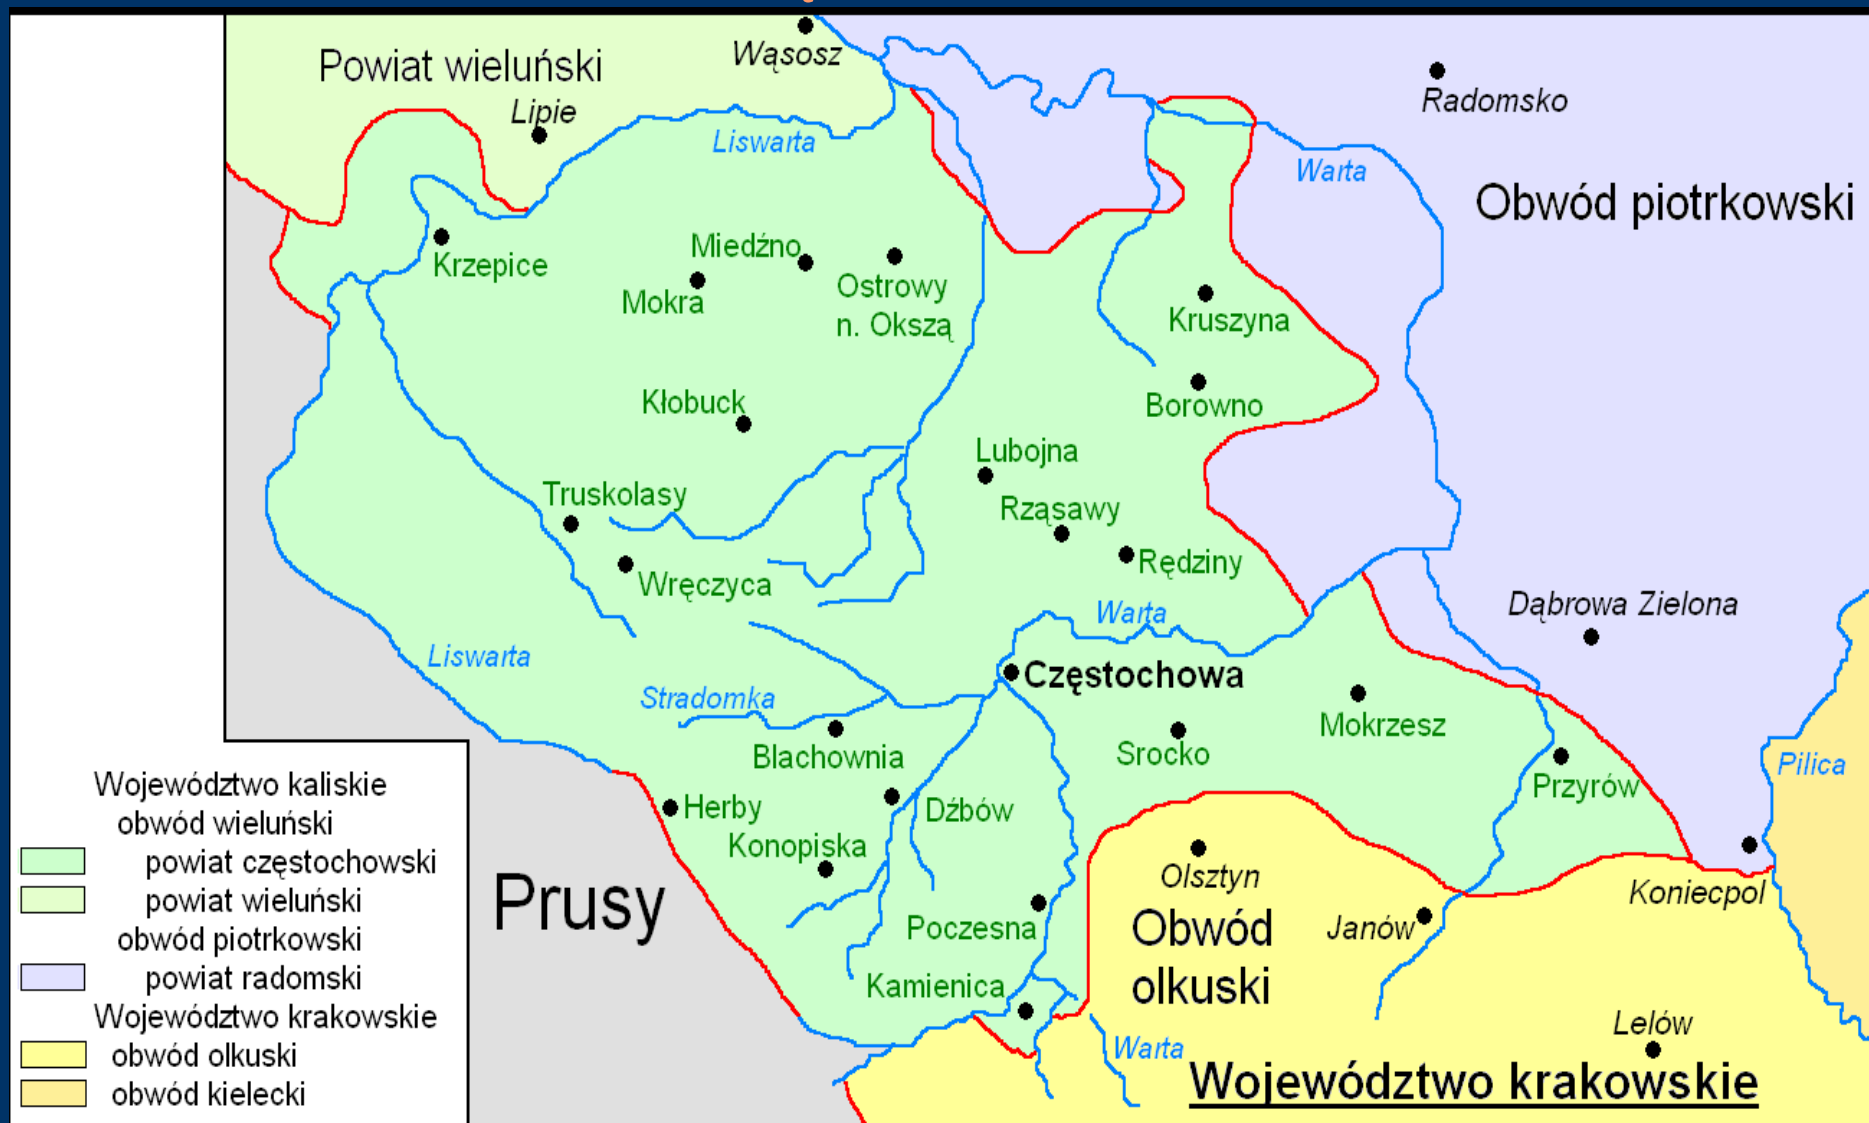 Powiat wieluński
Wąsosz
Lipie
Radomsko
Liswarta
Warta
Obwód piotrkowski
Krzepice
Miedźno
Mokra
Ostrowy
n. Okszą
Kruszyna
Kłobuck
Borowno
Lubojna
Truskolasy
Rząsawy
Rędziny
Wręczyca
Warta
Dąbrowa Zielona
Liswarta
Częstochowa
Stradomka
Mokrzesz
Srocko
Blachownia
Pilica
Przyrów
Herby
Dźbów
Konopiska
Olsztyn
Koniecpol
Prusy
Poczesna
Obwód
olkuski
Janów
Kamienica
Lelów
Warta
Województwo krakowskie
Województwo kaliskie
obwód wieluński
powiat częstochowski
powiat wieluński
obwód piotrkowski
powiat radomski
Województwo krakowskie
obwód olkuski
obwód kielecki